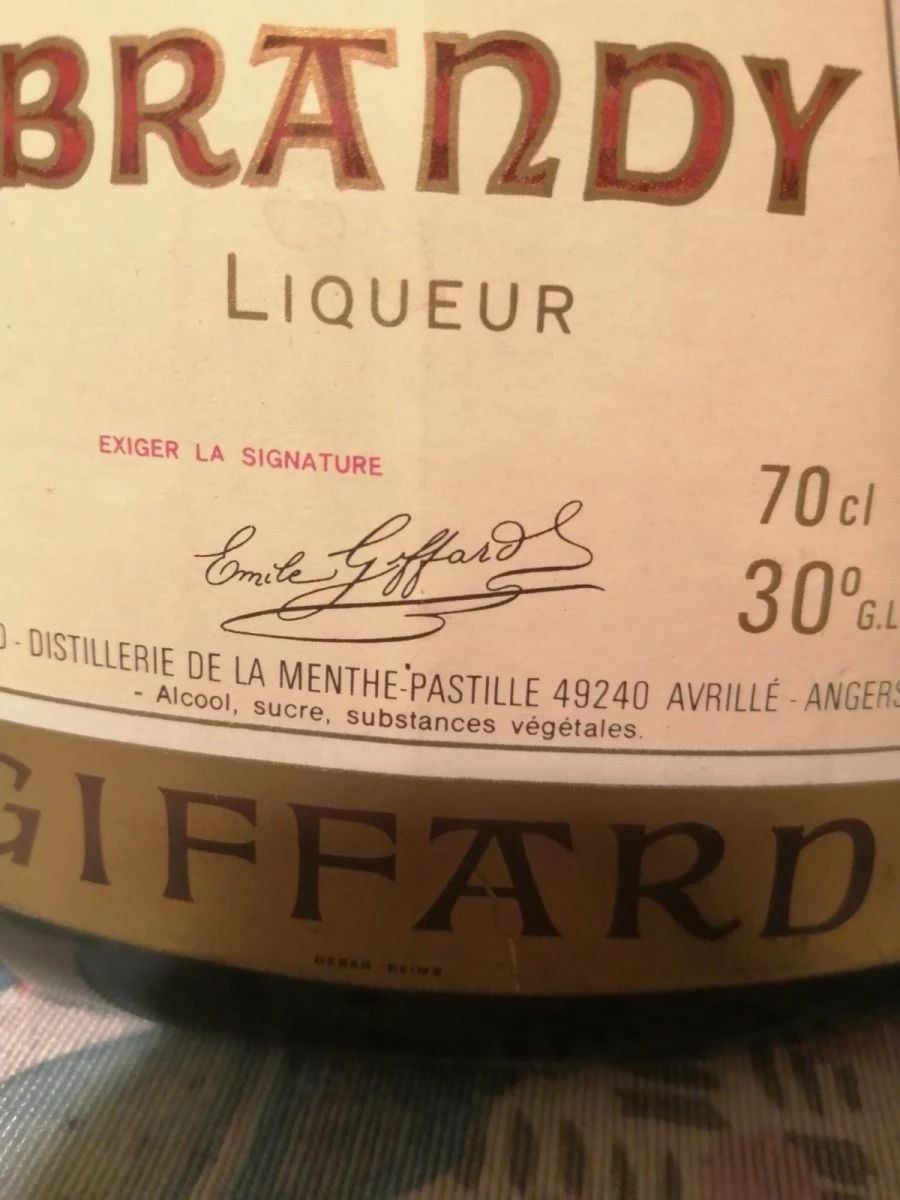 BRANDY
LIQUEUR
EXIGER LA SIGNATURE
Emile Giffard
70 cl
30° G.L
D - DISTILLERIE DE LA MENTHE-PASTILLE 49240 AVRILLÉ - ANGERS
- Alcool, sucre, substances végétales.
GIFFARD
REIMS